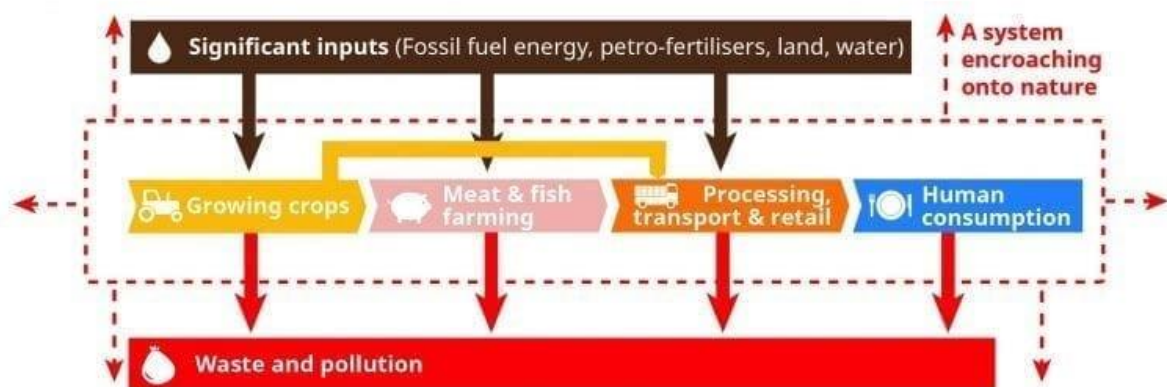 Significant inputs (Fossil fuel energy, petro-fertilisers, land, water)
A system
encroaching
onto nature
Growing crops
Meat & fish
farming
Processing,
transport & retail
Human
consumption
Waste and pollution